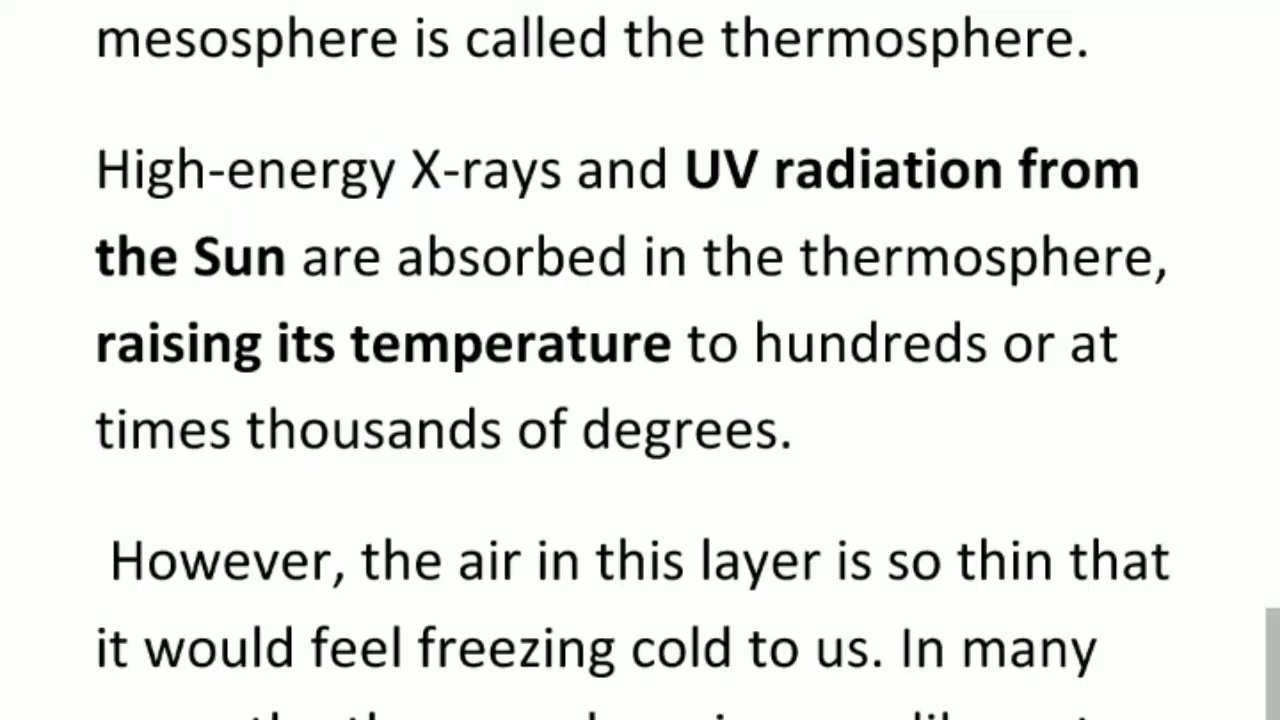 mesosphere is called the thermosphere.
High-energy X-rays and UV radiation from
the Sun are absorbed in the thermosphere,
raising its temperature to hundreds or at
times thousands of degrees.
However, the air in this layer is so thin that
it would feel freezing cold to us. In many